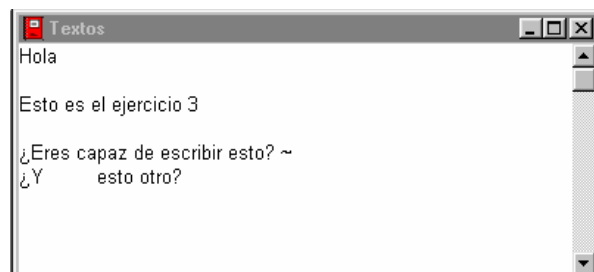 Textos
Hola
Esto es el ejercicio 3
¿Eres capaz de escribir esto? ~
¿Y      esto otro?